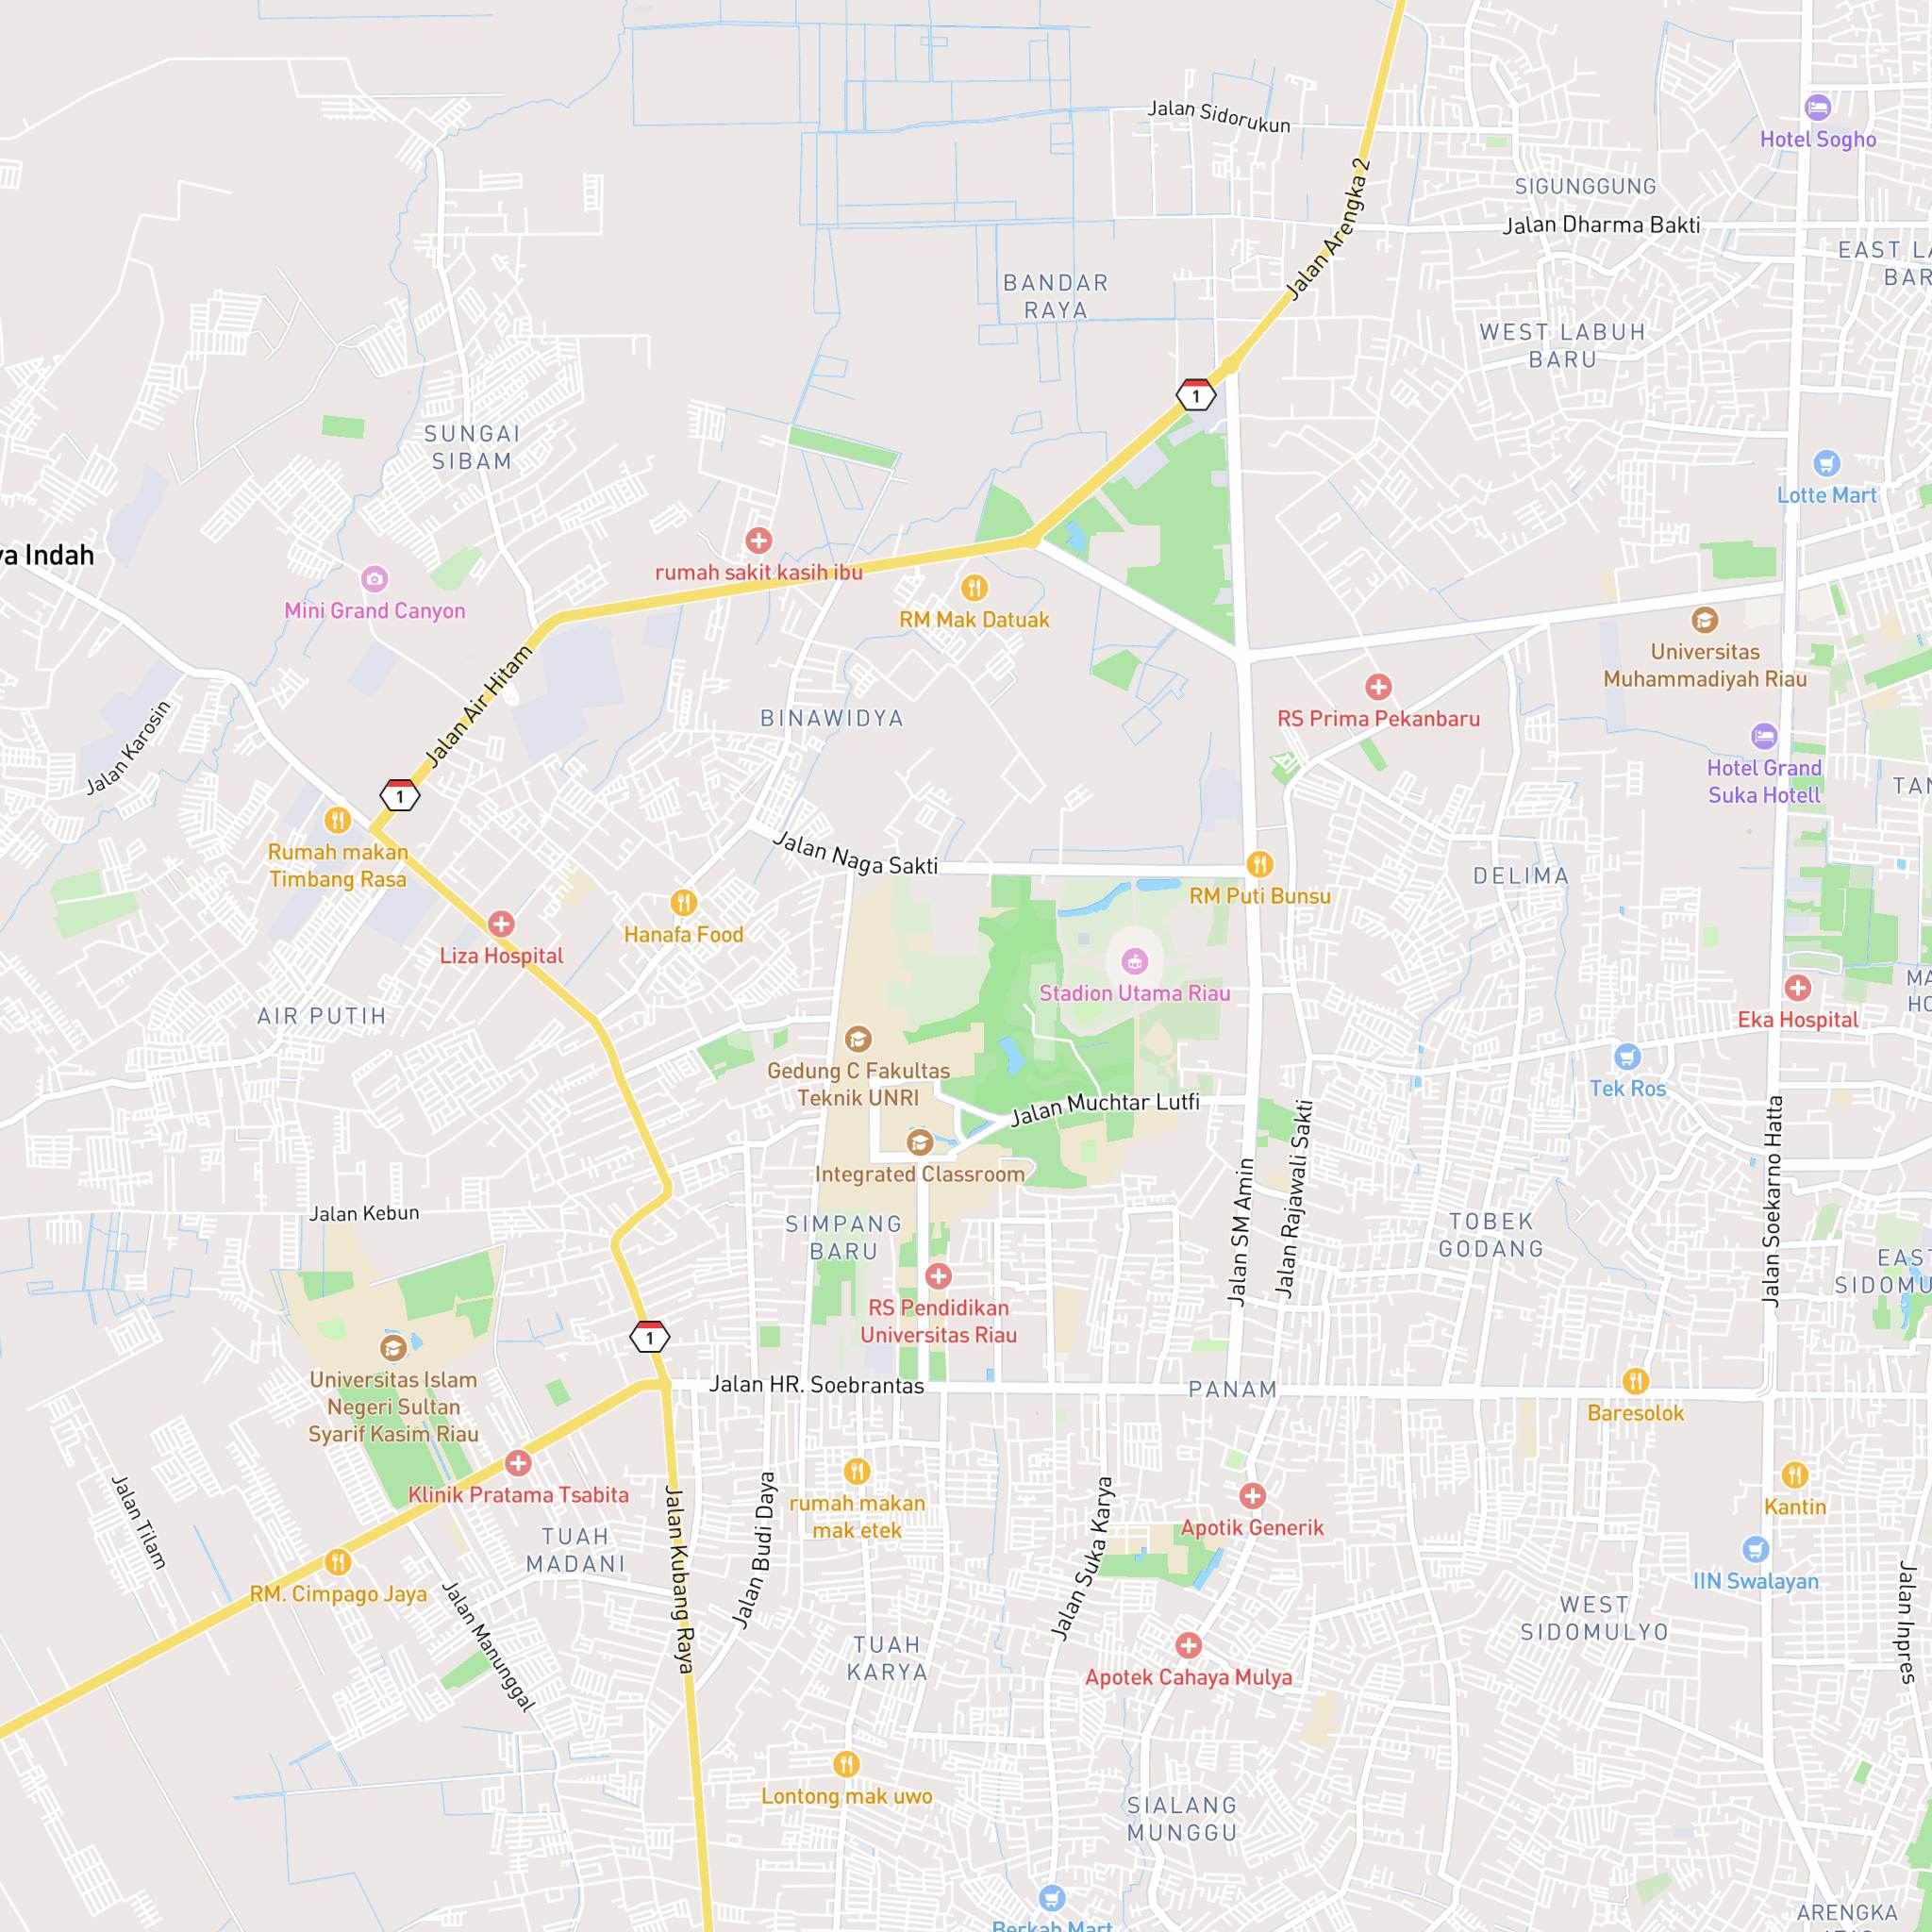 Jalan Sidorukun
Hotel Sogho
Jalan Arengka 2
SIGUNGGUNG
Jalan Dharma Bakti
EAST LA
BAR
BANDAR
RAYA
WEST LABUH
BARU
1
SUNGAI
SIBAM
Lotte Mart
ya Indah
rumah sakit kasih ibu
Mini Grand Canyon
RM Mak Datuak
Universitas
Muhammadiyah Riau
Jalan Air Hitam
Jalan Karosin
BINAWIDYA
RS Prima Pekanbaru
Hotel Grand
Suka Hotell
TAN
1
Rumah makan
Timbang Rasa
Jalan Naga Sakti
DELIMA
RM Puti Bunsu
Hanafa Food
Liza Hospital
Stadion Utama Riau
MA
HO
Eka Hospital
AIR PUTIH
Gedung C Fakultas
Teknik UNRI
Tek Ros
Jalan Muchtar Lutfi
Integrated Classroom
Jalan SM Amin
Jalan Rajawali Sakti
Jalan Soekarno Hatta
Jalan Kebun
SIMPANG
BARU
TOBEK
GODANG
EAST
SIDOMU
RS Pendidikan
Universitas Riau
1
Universitas Islam
Negeri Sultan
Syarif Kasim Riau
Jalan HR. Soebrantas
PANAM
Baresolok
Klinik Pratama Tsabita
Jalan Tilam
rumah makan
mak etek
Kantin
Apotik Generik
Jalan Kubang Raya
Jalan Budi Daya
Jalan Suka Karya
TUAH
MADANI
RM. Cimpago Jaya
IIN Swalayan
WEST
SIDOMULYO
Jalan Inpres
Jalan Manunggal
TUAH
KARYA
Apotek Cahaya Mulya
Lontong mak uwo
SIALANG
MUNGGU
Berkah Mart
ARENGKA